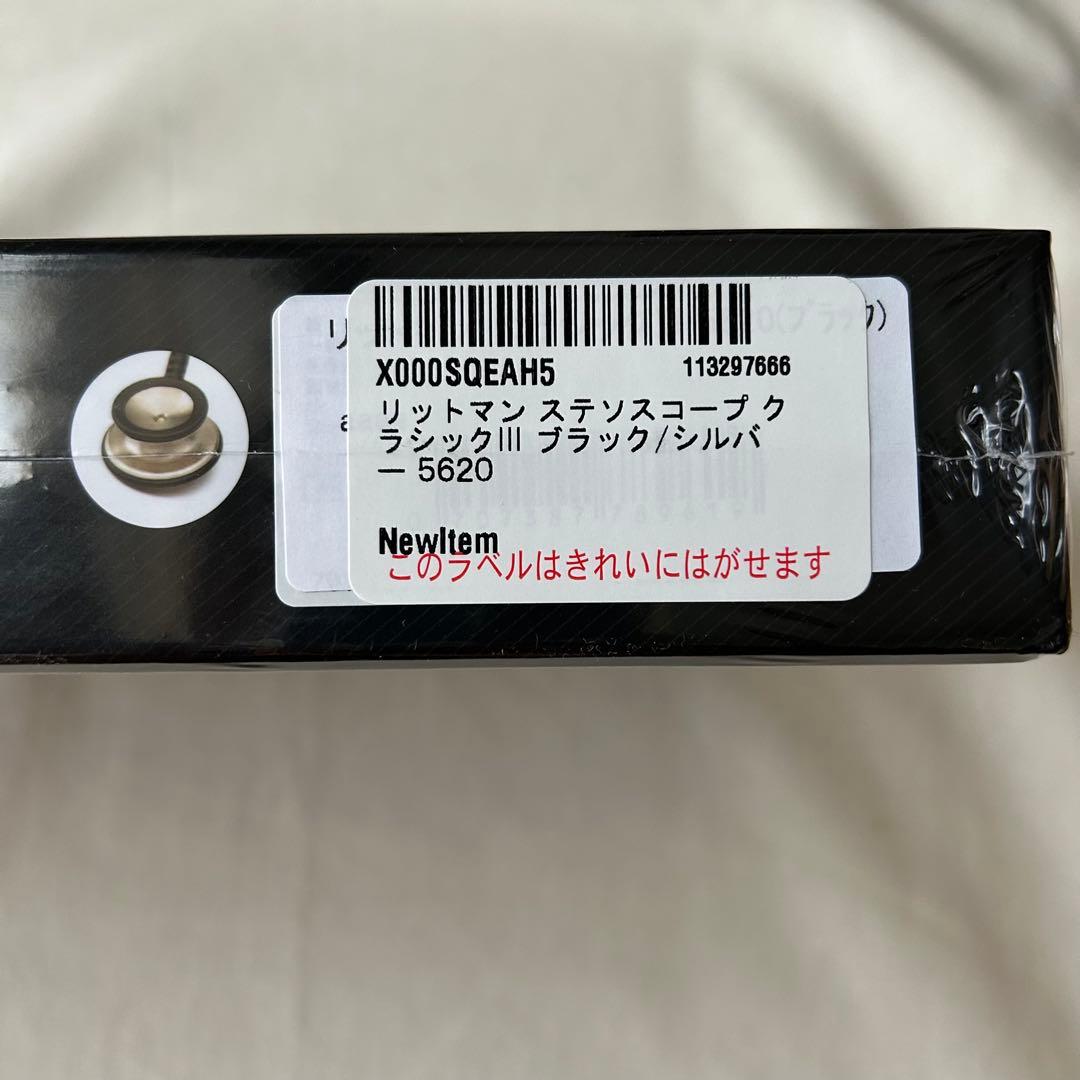 X000SQEAH5 113297666
リットマン ステソスコープ ク
ラシックIII ブラック/シルバ
ー 5620
NewItem
このラベルはきれいにはがせます